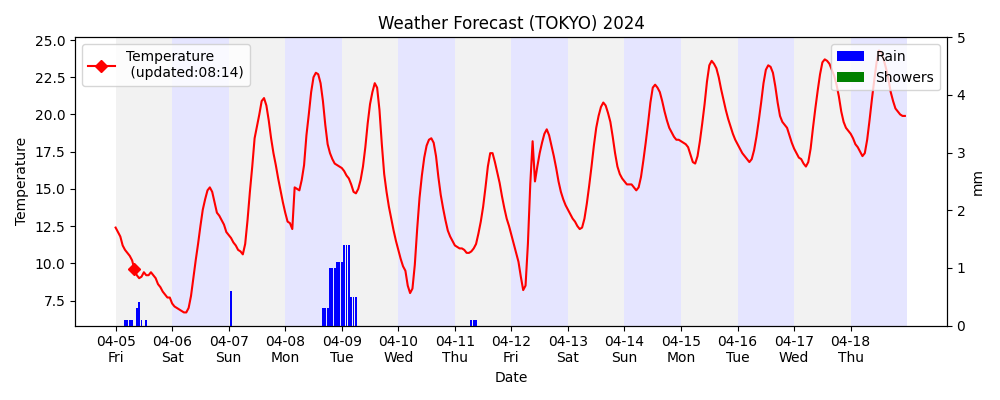 Weather Forecast (TOKYO) 2024
Temperature
(updated:08:14)
Rain
Showers
25.0
22.5
20.0
17.5
15.0
12.5
10.0
7.5
Temperature
5
4
3
2
1
0
mm
04-05 04-06 04-07 04-08 04-09 04-10 04-11 04-12 04-13 04-14 04-15 04-16 04-17 04-18
Fri Sat Sun Mon Tue Wed Thu Fri Sat Sun Mon Tue Wed Thu
Date